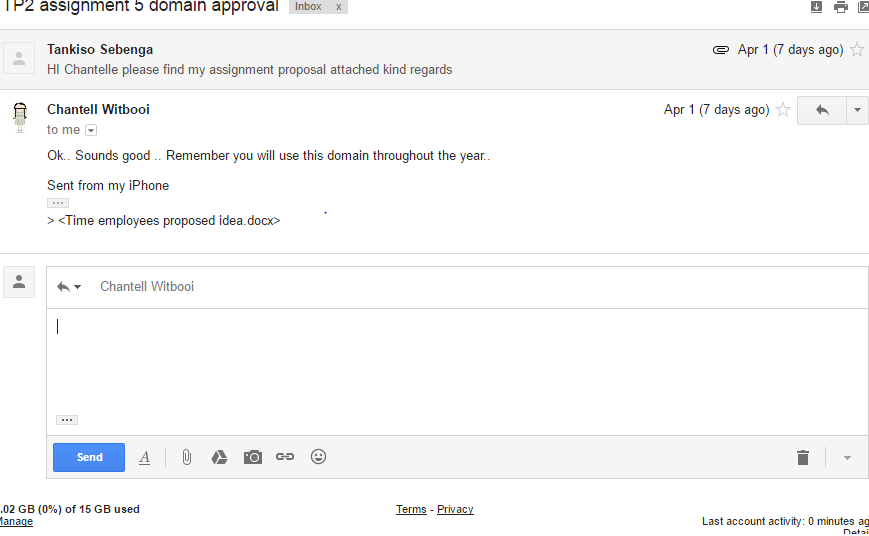 TP2 assignment 5 domain approval Inbox x
Tankiso Sebenga Apr 1 (7 days ago)
HI Chantelle please find my assignment proposal attached kind regards
Chantell Witbooi Apr 1 (7 days ago)
to me
Ok.. Sounds good .. Remember you will use this domain throughout the year..
Sent from my iPhone
> <Time employees proposed idea.docx>
Chantell Witbooi
Send A
.02 GB (0%) of 15 GB used
Manage
Terms - Privacy
Last account activity: 0 minutes ag
Detai